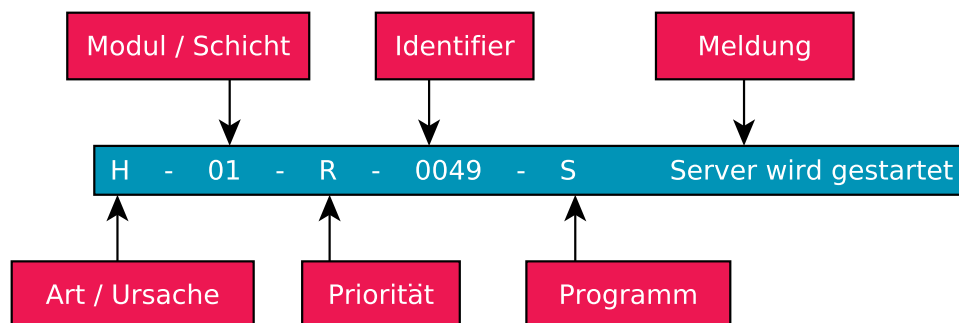 Modul / Schicht Identifier Meldung
H - 01 - R - 0049 - S Server wird gestartet
Art / Ursache Priorität Programm